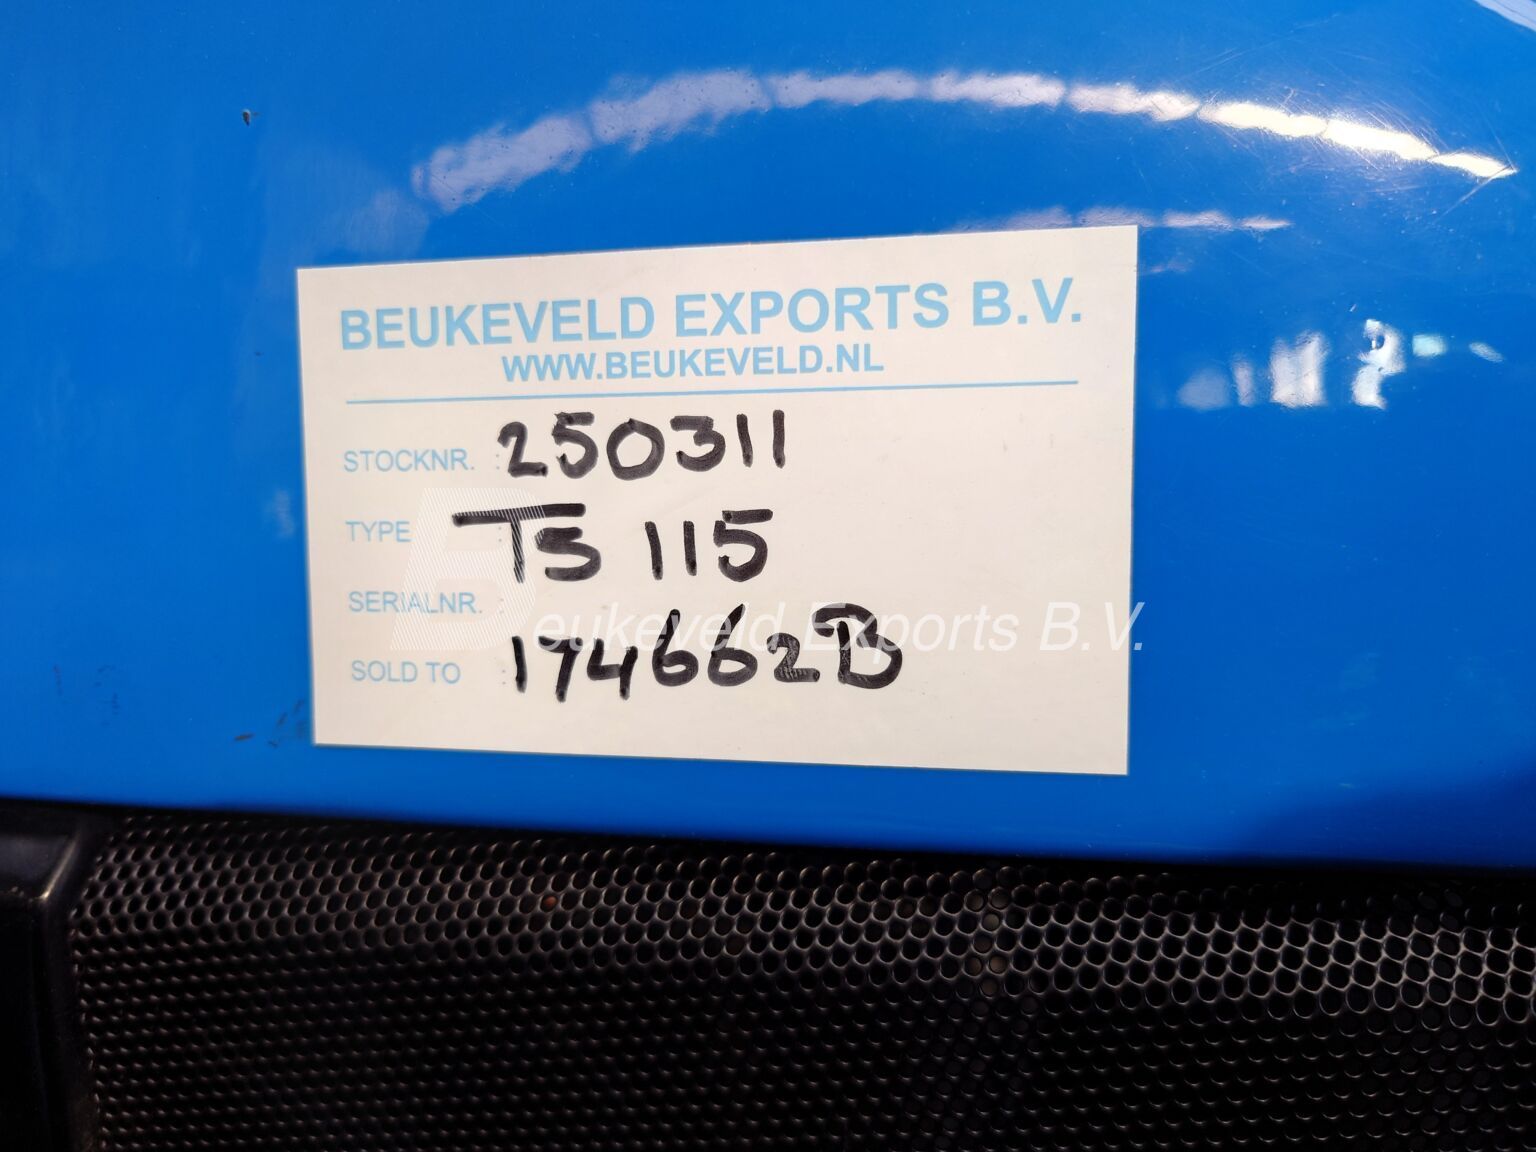 BEUKEVELD EXPORTS B.V.
WWW.BEUKEVELD.NL
STOCKNR. : 250311
TYPE : TS 115
SERIALNR. :
SOLD TO : 174662B
Beukeveld Exports B.V.